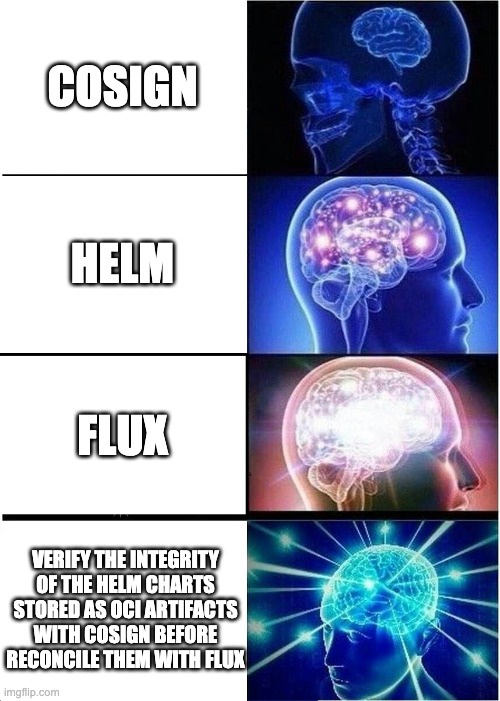 COSIGN
HELM
FLUX
VERIFY THE INTEGRITY
OF THE HELM CHARTS
STORED AS OCI ARTIFACTS
WITH COSIGN BEFORE
RECONCILE THEM WITH FLUX
imgflip.com